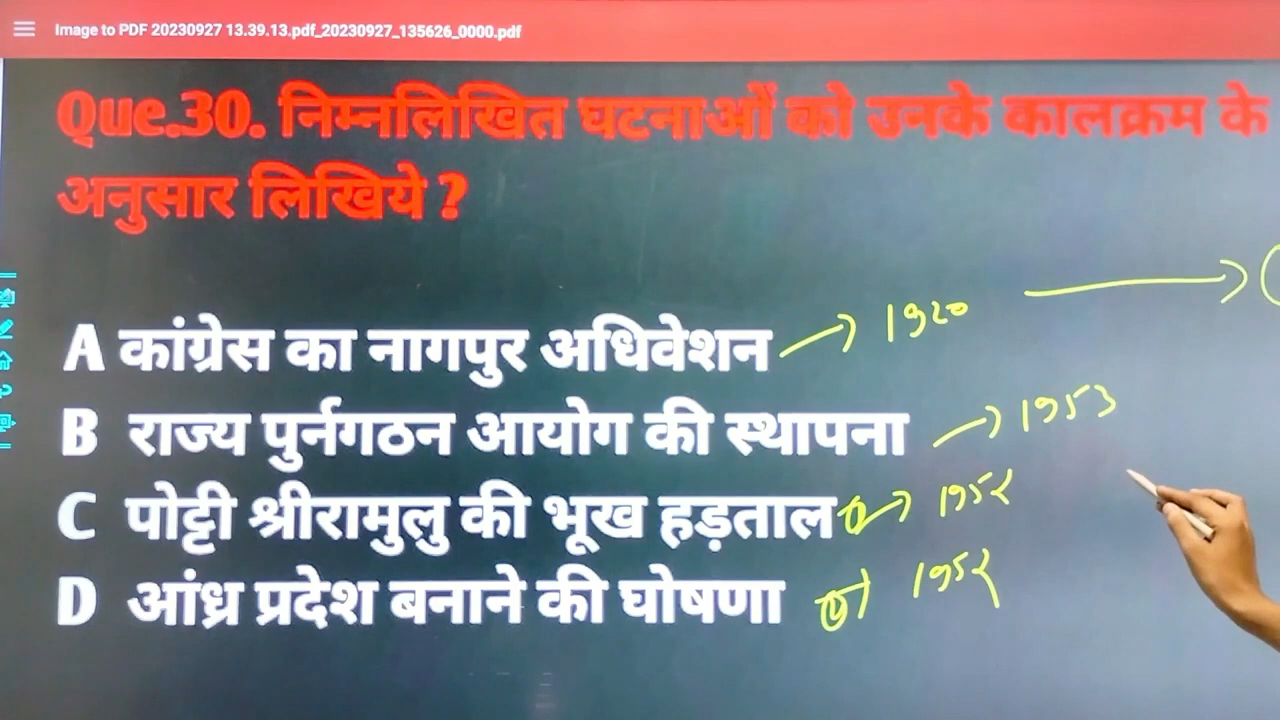 Image to PDF 20230927 13.39.13.pdf_20230927_135626_0000.pdf
Que.30. निम्नलिखित घटनाओं को उनके कालक्रम के
अनुसार लिखिये ?
A कांग्रेस का नागपुर अधिवेशन → 1920 →
B राज्य पुर्नगठन आयोग की स्थापना → 1953
C पोट्टी श्रीरामुलु की भूख हड़ताल → 1952
D आंध्र प्रदेश बनाने की घोषणा → 1952